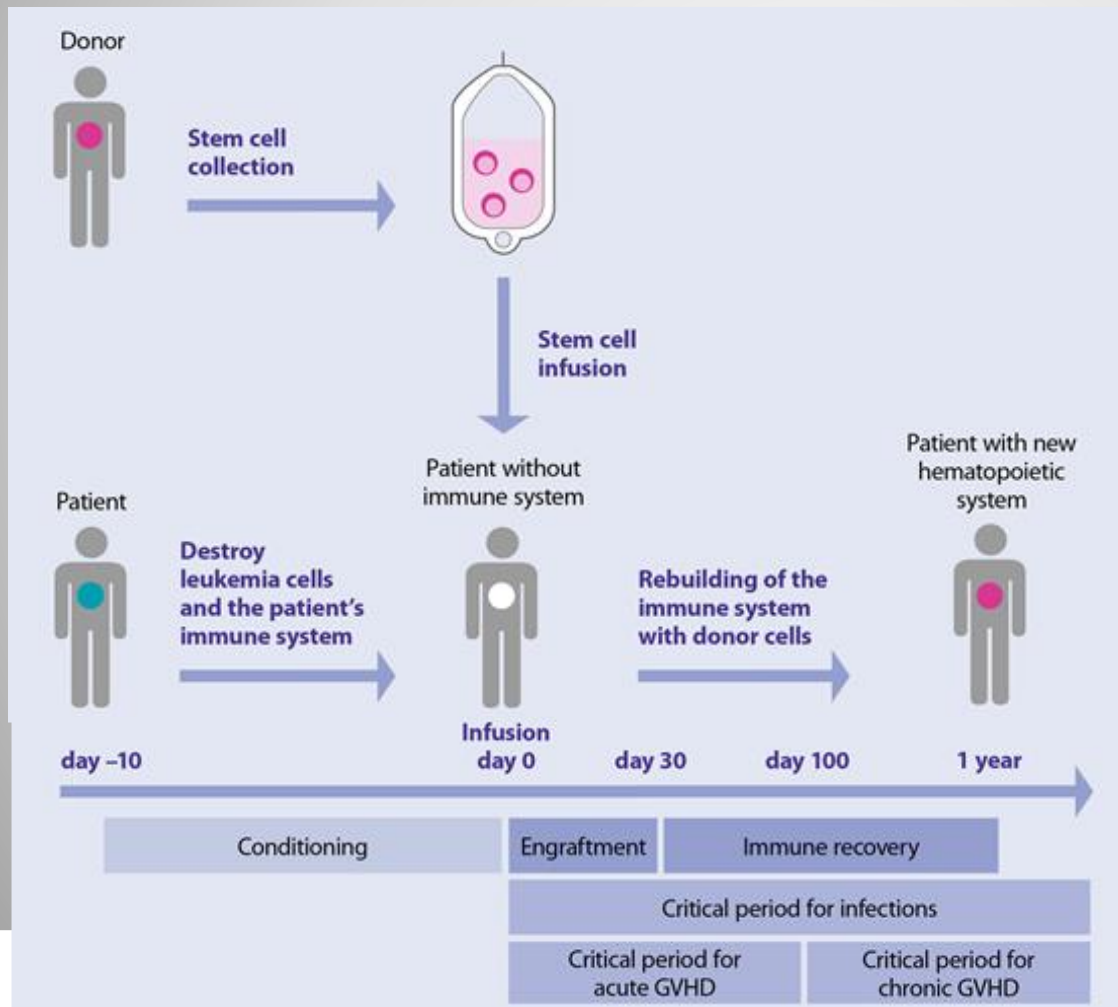 Donor
Stem cell
collection
Stem cell
infusion
Patient
Destroy
leukemia cells
and the patient's
immune system
Patient without
immune system
Rebuilding of the
immune system
with donor cells
Patient with new
hematopoietic
system
day –10
Infusion
day 0
day 30
day 100
1 year
Conditioning
Engraftment
Immune recovery
Critical period for infections
Critical period for
acute GVHD
Critical period for
chronic GVHD